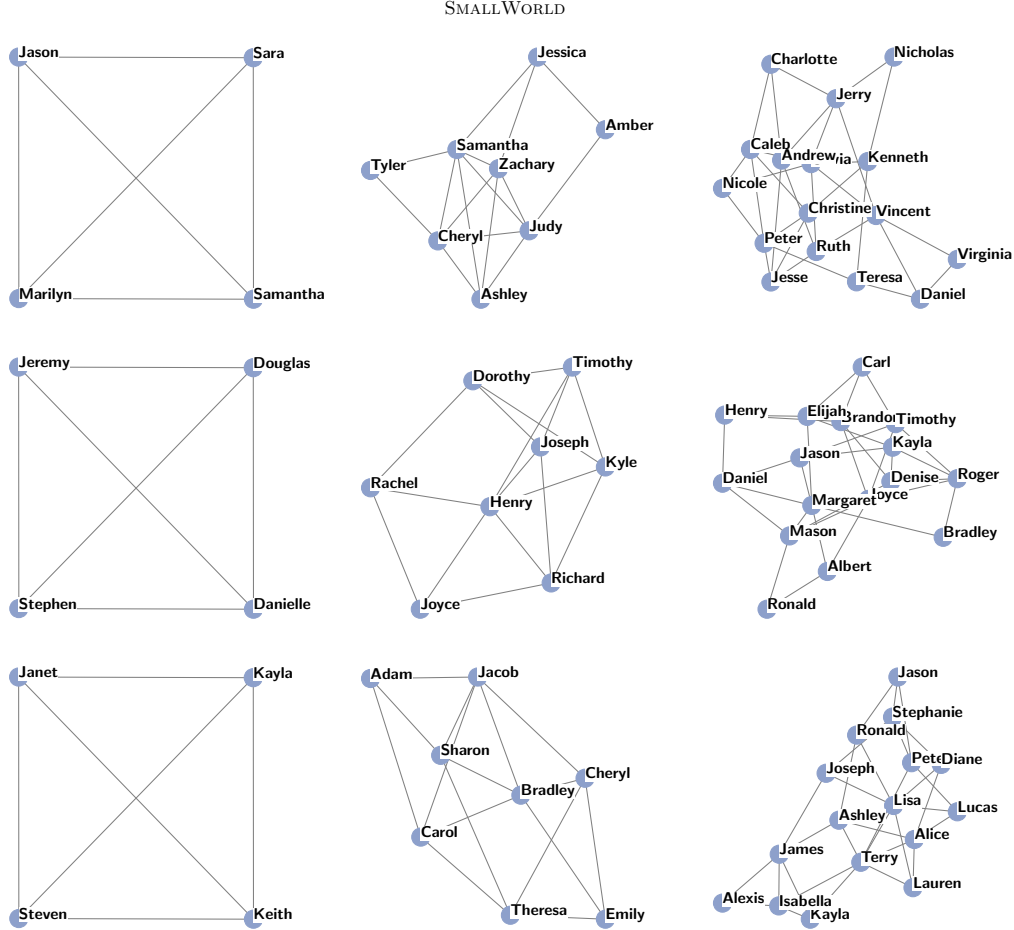 SmallWorld
Jason
Sara
Marilyn
Samantha
Jessica
Amber
Samantha
Zachary
Tyler
Cheryl
Judy
Ashley
Charlotte
Nicholas
Jerry
Caleb
Andrew
Kenneth
Nicole
Christine
Vincent
Peter
Ruth
Virginia
Jesse
Teresa
Daniel
Jeremy
Douglas
Stephen
Danielle
Timothy
Dorothy
Joseph
Kyle
Rachel
Henry
Richard
Joyce
Carl
Henry
Elijah
Timothy
Kayla
Jason
Daniel
Denise
Roger
Margaret
Mason
Bradley
Albert
Ronald
Janet
Kayla
Steven
Keith
Adam
Jacob
Sharon
Cheryl
Bradley
Carol
Theresa
Emily
Jason
Stephanie
Ronald
Diane
Joseph
Lisa
Lucas
Ashley
Alice
James
Terry
Lauren
Alexis
Isabella
Kayla